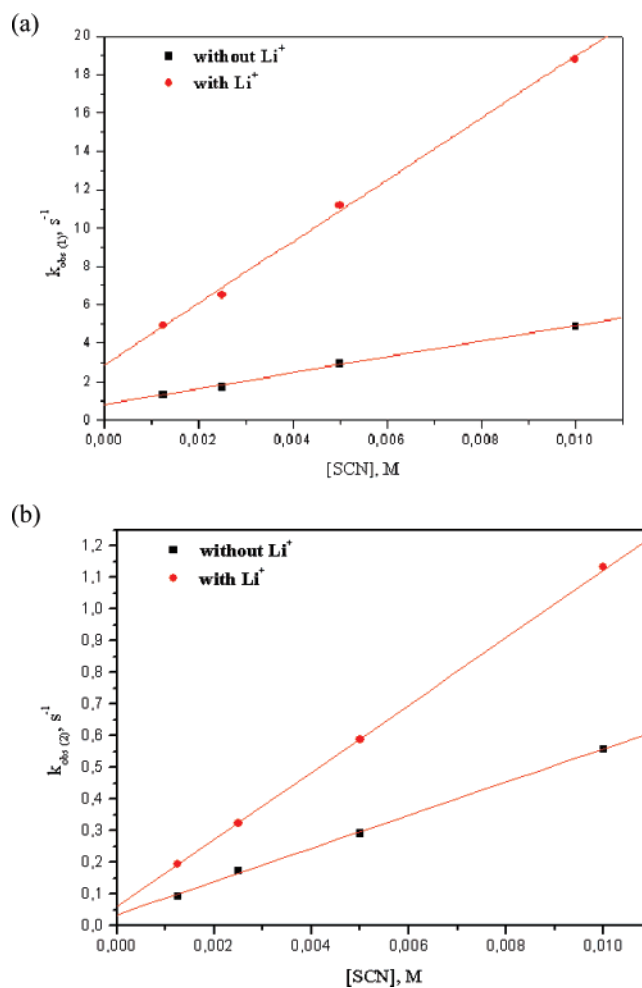 (a)
20
18
16
14
12
10
8
6
4
2
0
k_obs (1), s⁻¹
without Li⁺
with Li⁺
0,000 0,002 0,004 0,006 0,008 0,010
[SCN], M
(b)
1,2
1,1
1,0
0,9
0,8
0,7
0,6
0,5
0,4
0,3
0,2
0,1
0,0
k_obs (2), s⁻¹
without Li⁺
with Li⁺
0,000 0,002 0,004 0,006 0,008 0,010
[SCN], M